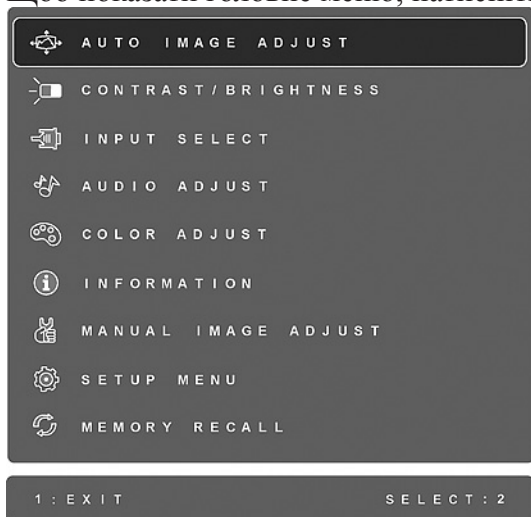 AUTO IMAGE ADJUST
CONTRAST/BRIGHTNESS
INPUT SELECT
AUDIO ADJUST
COLOR ADJUST
INFORMATION
MANUAL IMAGE ADJUST
SETUP MENU
MEMORY RECALL
1:EXIT SELECT:2